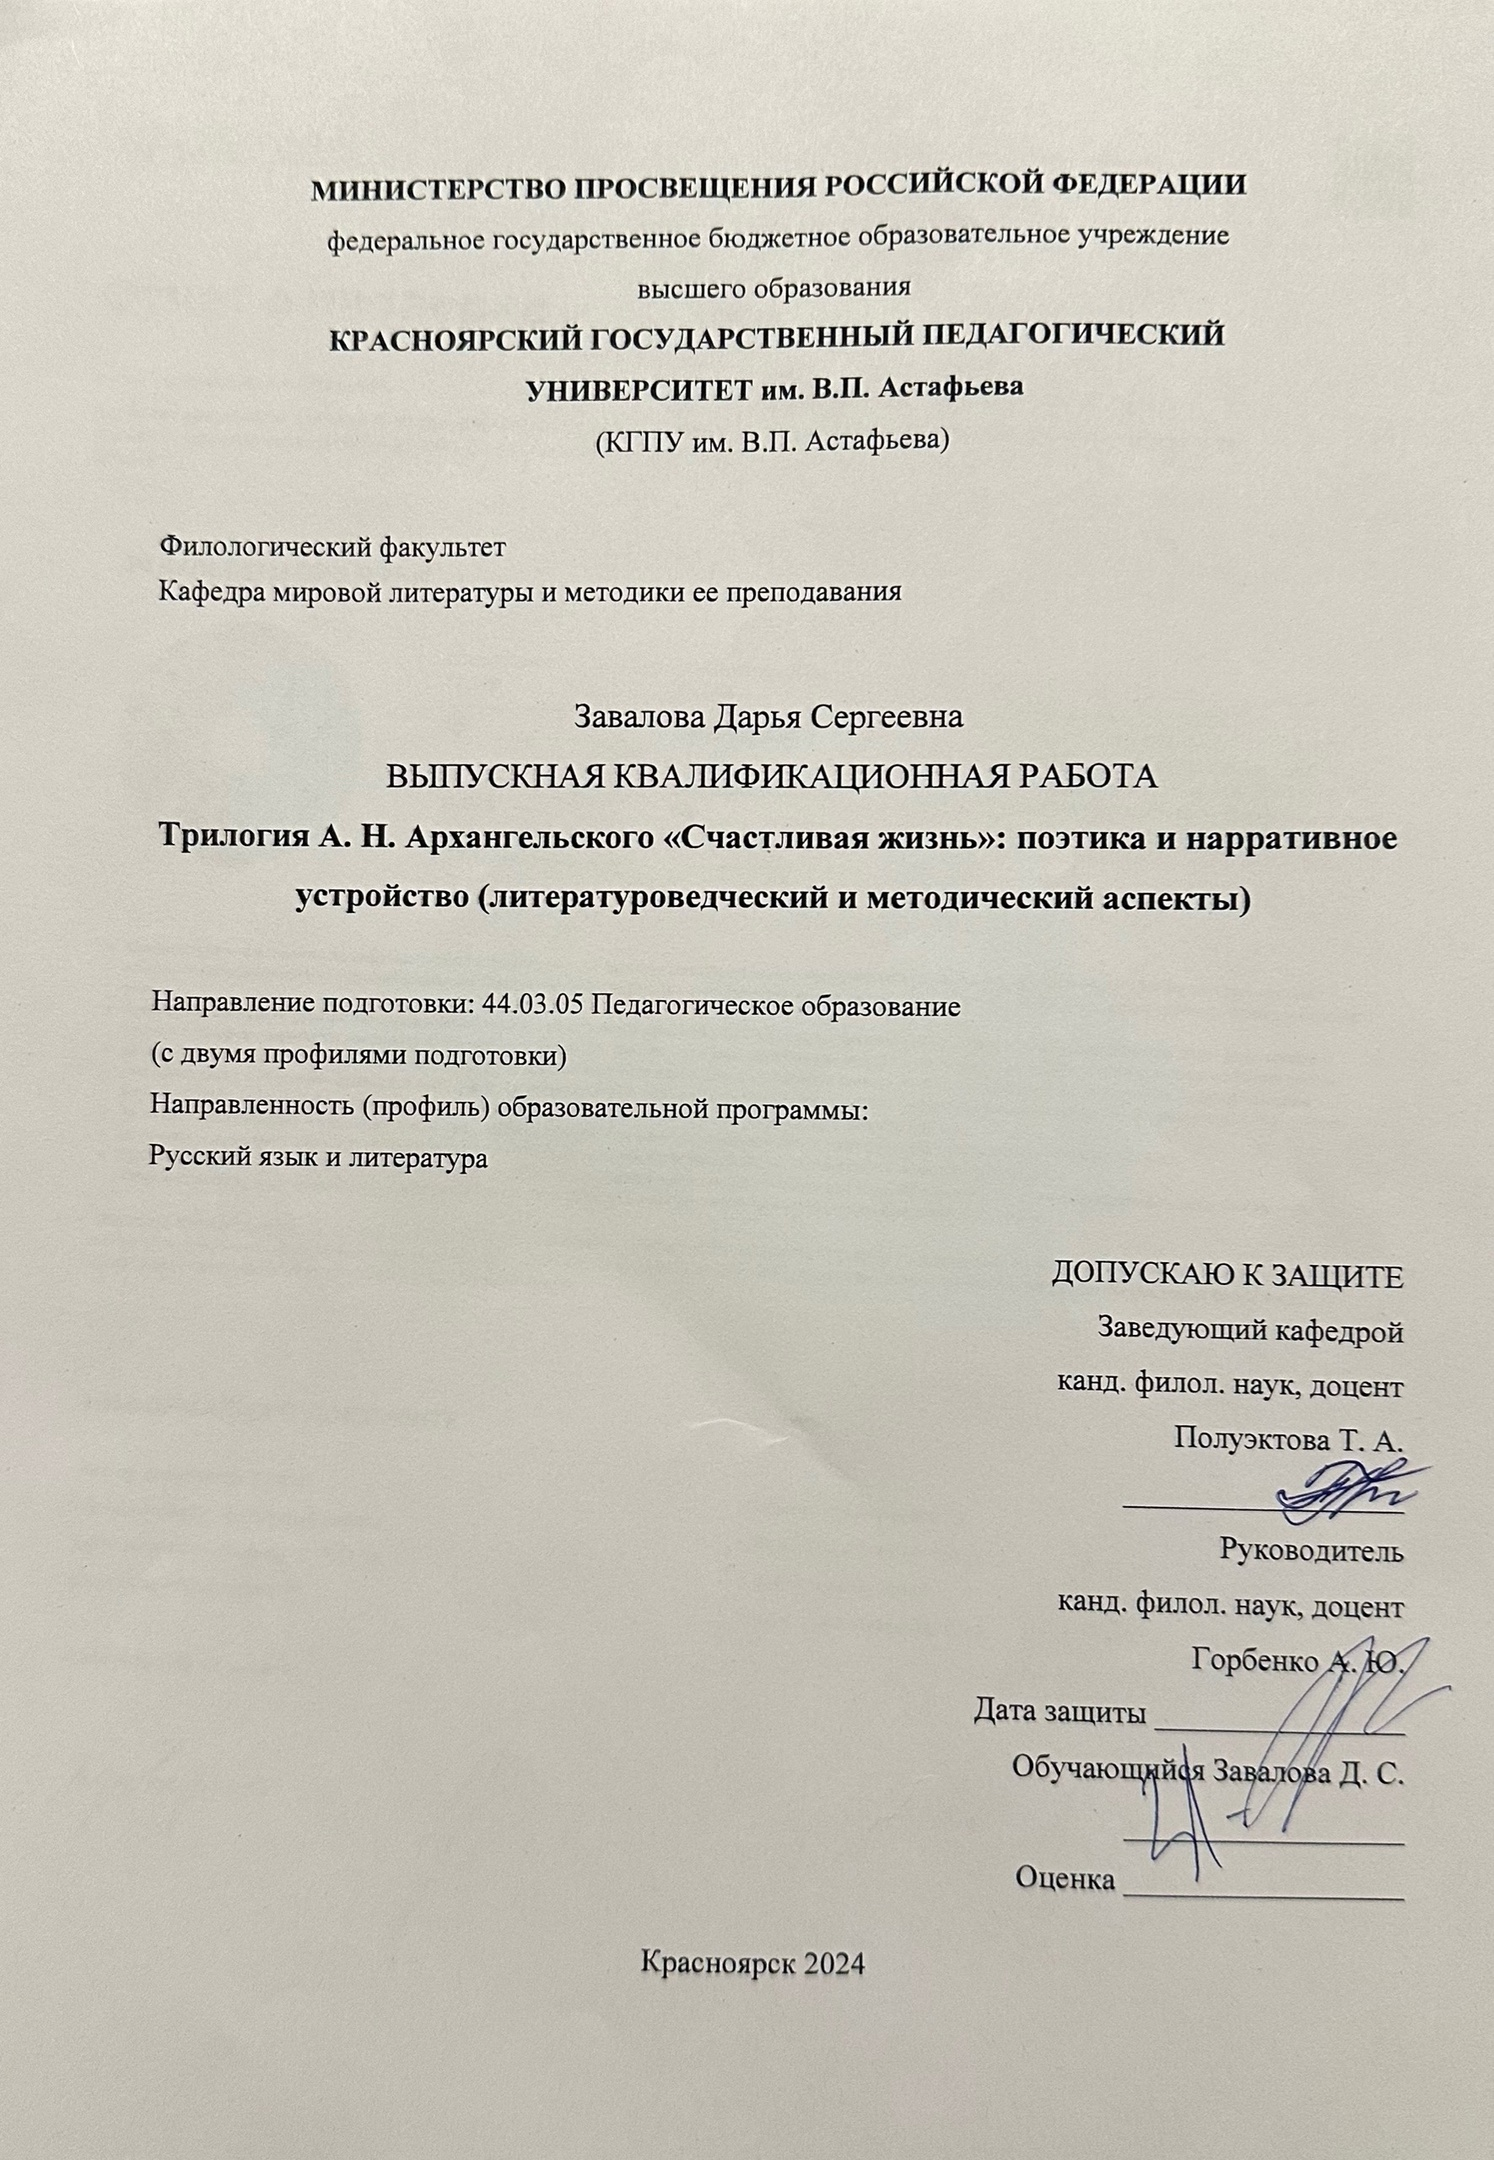 МИНИСТЕРСТВО ПРОСВЕЩЕНИЯ РОССИЙСКОЙ ФЕДЕРАЦИИ
федеральное государственное бюджетное образовательное учреждение
высшего образования
КРАСНОЯРСКИЙ ГОСУДАРСТВЕННЫЙ ПЕДАГОГИЧЕСКИЙ
УНИВЕРСИТЕТ им. В.П. Астафьева
(КГПУ им. В.П. Астафьева)
Филологический факультет
Кафедра мировой литературы и методики ее преподавания
Завалова Дарья Сергеевна
ВЫПУСКНАЯ КВАЛИФИКАЦИОННАЯ РАБОТА
Трилогия А. Н. Архангельского «Счастливая жизнь»: поэтика и нарративное
устройство (литературоведческий и методический аспекты)
Направление подготовки: 44.03.05 Педагогическое образование
(с двумя профилями подготовки)
Направленность (профиль) образовательной программы:
Русский язык и литература
ДОПУСКАЮ К ЗАЩИТЕ
Заведующий кафедрой
канд. филол. наук, доцент
Полуэктова Т. А.
Руководитель
канд. филол. наук, доцент
Горбенко А. Ю.
Дата защиты
Обучающийся Завалова Д. С.
Оценка
Красноярск 2024